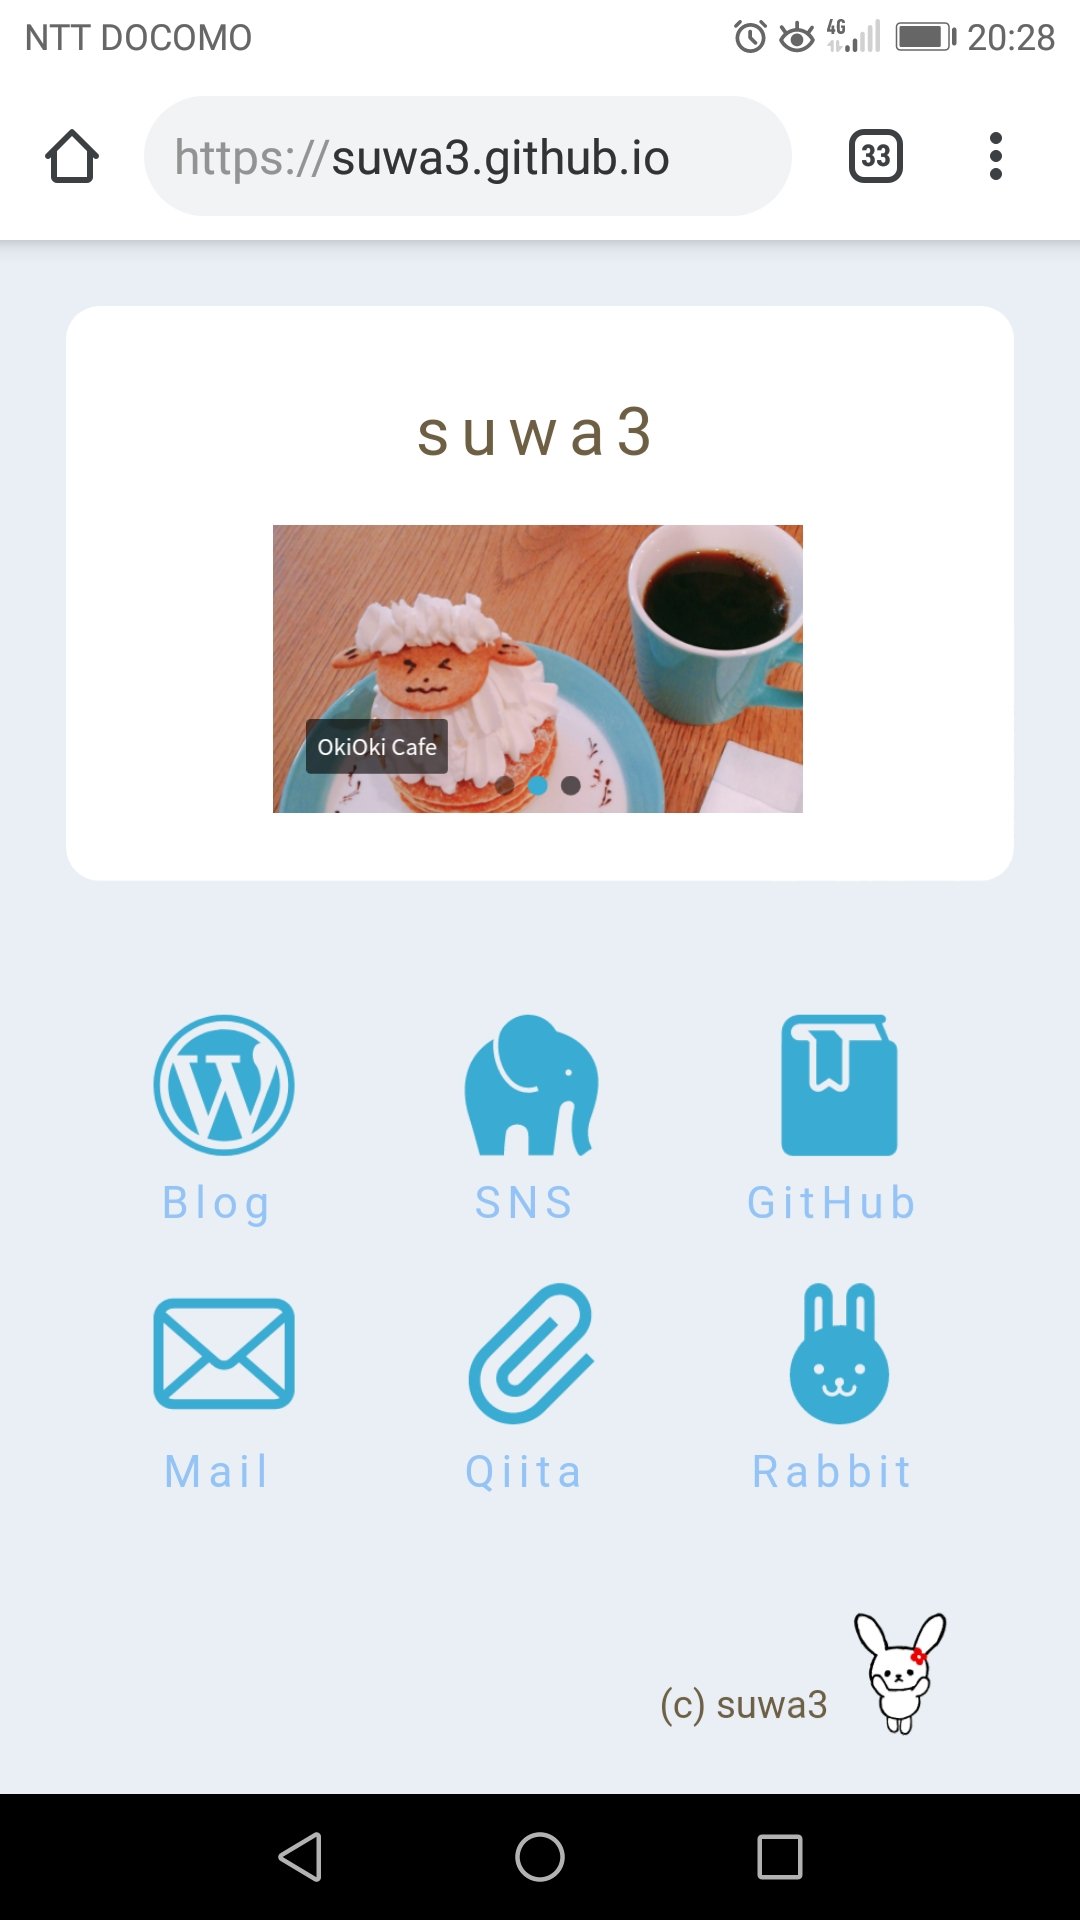 NTT DOCOMO 4G 20:28
https://suwa3.github.io 33
suwa3
OkiOki Cafe
Blog SNS GitHub
Mail Qiita Rabbit
(c) suwa3